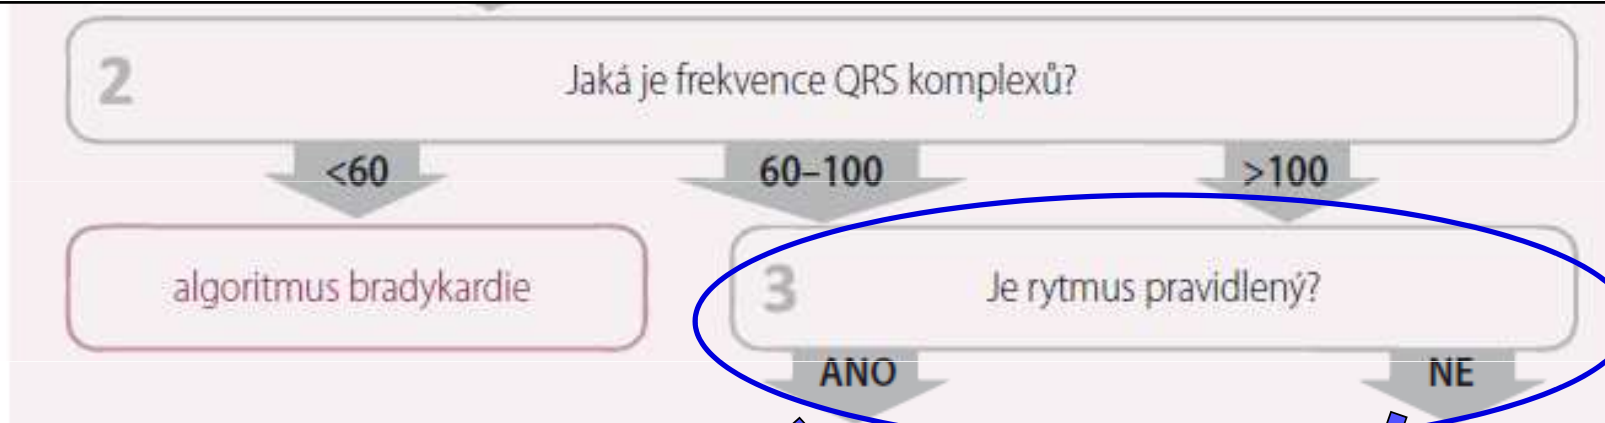 2 Jaká je frekvence QRS komplexů?
<60 60–100 >100
algoritmus bradykardie
3 Je rytmus pravidlený?
ANO NE